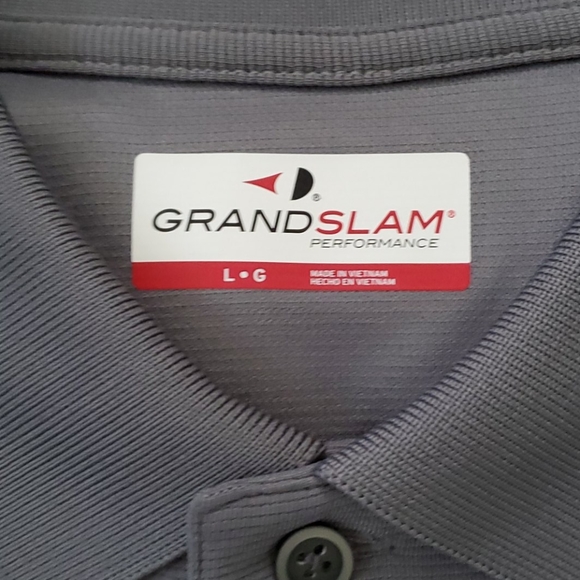 GRANDSLAM®
PERFORMANCE
L • G
MADE IN VIETNAM
HECHO EN VIETNAM